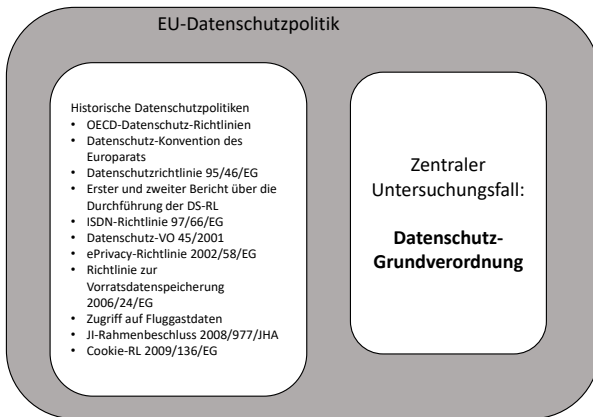 EU-Datenschutzpolitik
Historische Datenschutzpolitiken
• OECD-Datenschutz-Richtlinien
• Datenschutz-Konvention des
Europarats
• Datenschutzrichtlinie 95/46/EG
• Erster und zweiter Bericht über die
Durchführung der DS-RL
• ISDN-Richtlinie 97/66/EG
• Datenschutz-VO 45/2001
• ePrivacy-Richtlinie 2002/58/EG
• Richtlinie zur
Vorratsdatenspeicherung
2006/24/EG
• Zugriff auf Fluggastdaten
• JI-Rahmenbeschluss 2008/977/JHA
• Cookie-RL 2009/136/EG
Zentraler
Untersuchungsfall:
Datenschutz-
Grundverordnung